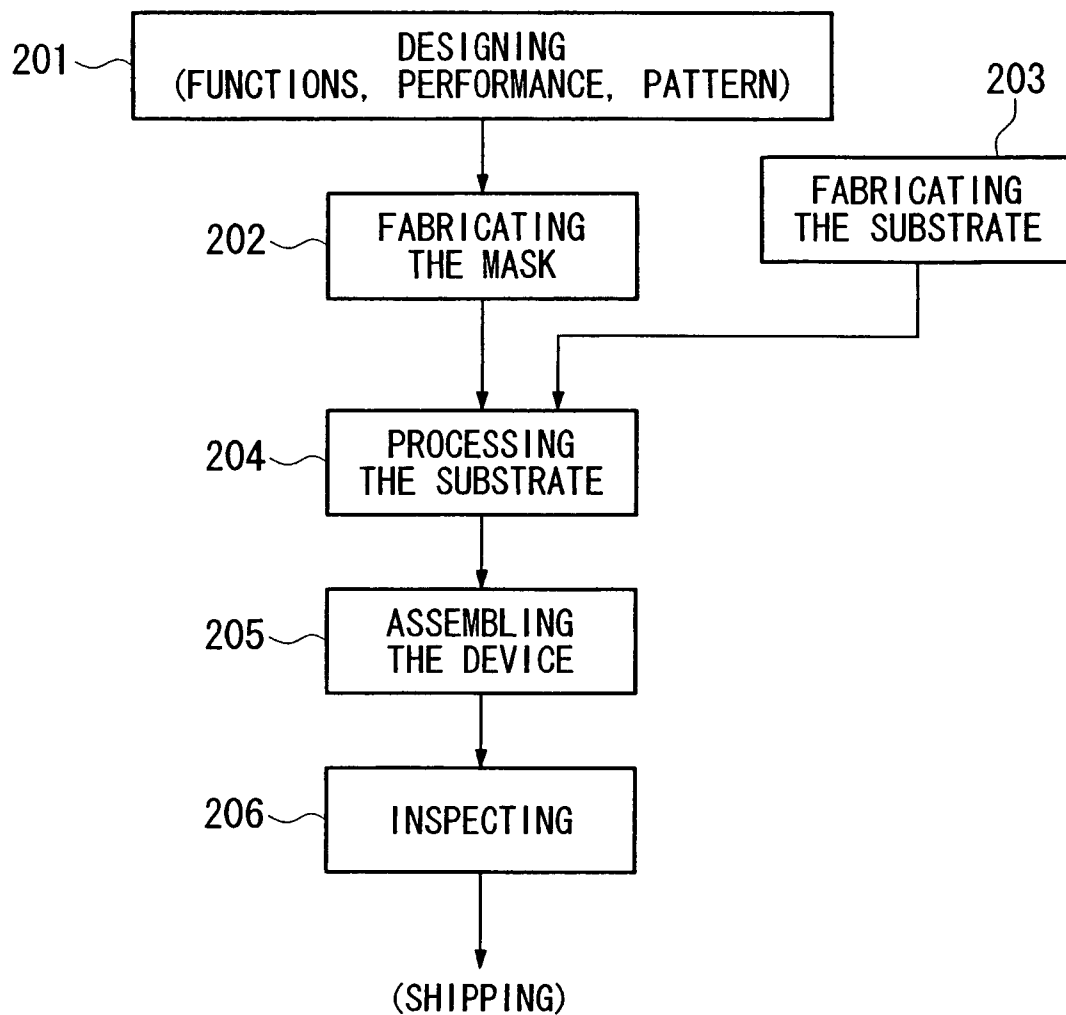 201
DESIGNING
(FUNCTIONS, PERFORMANCE, PATTERN)
203
FABRICATING
THE SUBSTRATE
202
FABRICATING
THE MASK
204
PROCESSING
THE SUBSTRATE
205
ASSEMBLING
THE DEVICE
206
INSPECTING
(SHIPPING)